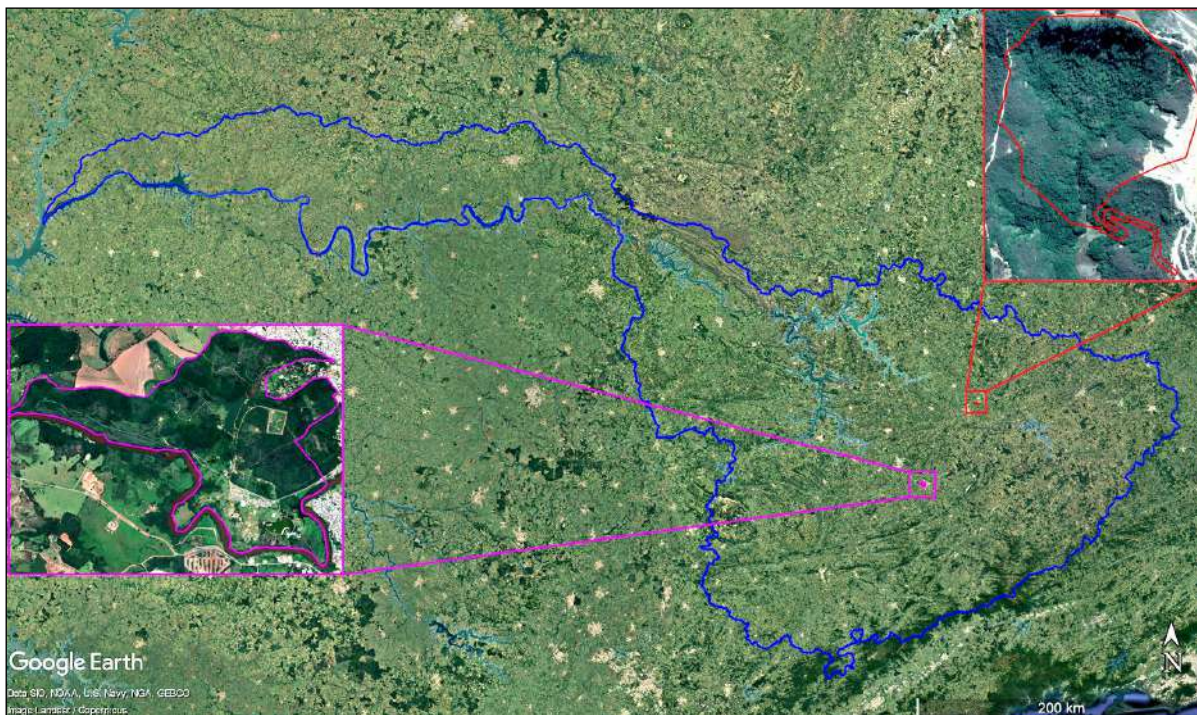 Google Earth
Data SIO, NOAA, U.S. Navy, NGA, GEBCO
Image Landsat / Copernicus
N
200 km